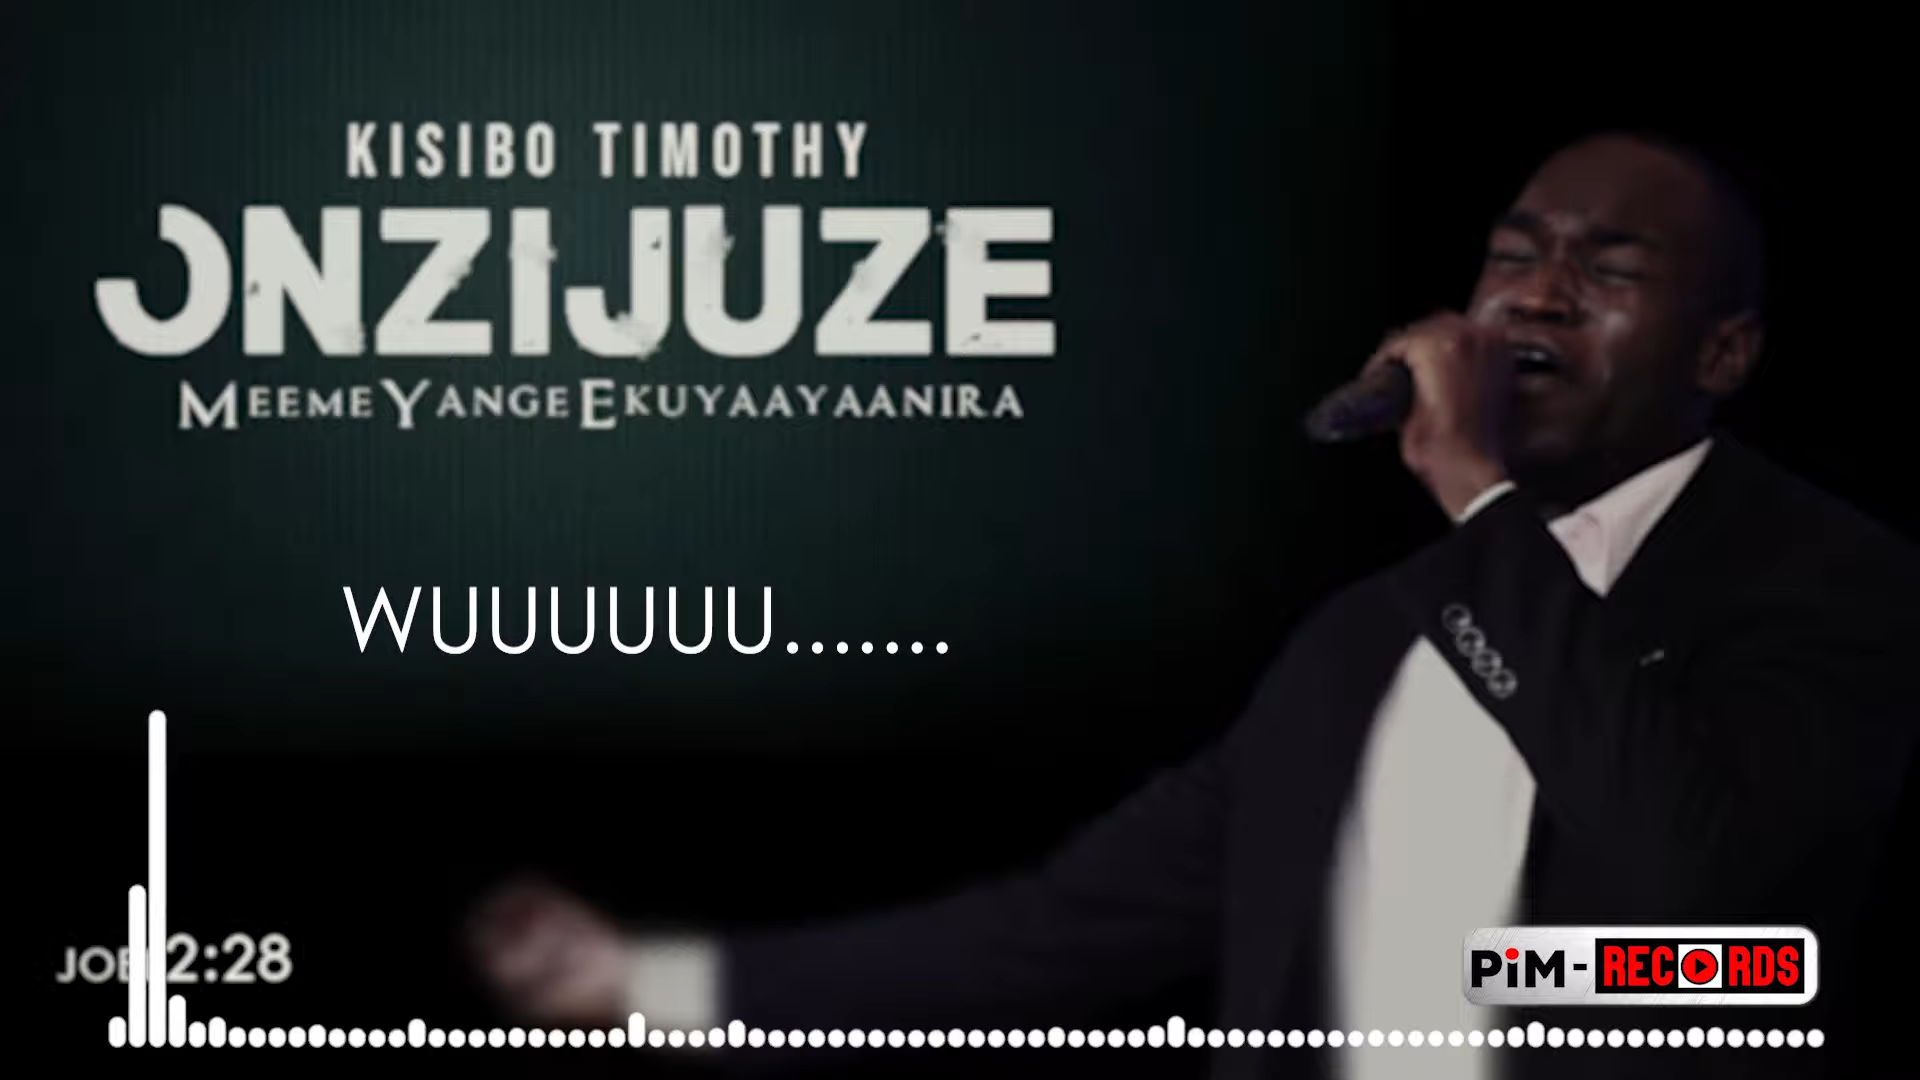 KISIBO TIMOTHY
ONZIJUZE
MEEME YANGE EKUYAAYAANIRA
WUUUUUU.......
2:28
PiM-RECORDS